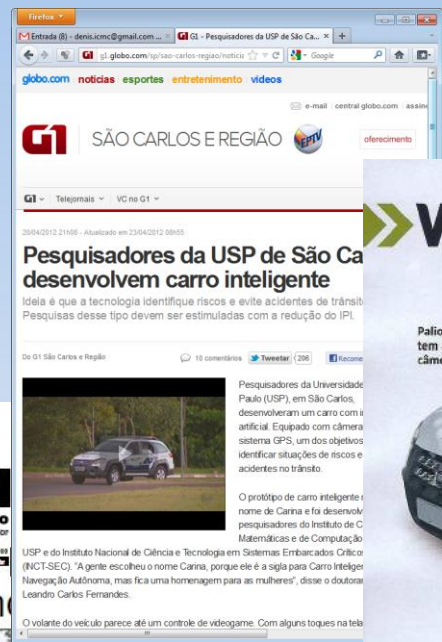 Firefox
Entrada (8) - denis.icmc@gmail.com ...
G1 - Pesquisadores da USP de São Ca...
g1.globo.com/sp/sao-carlos-regiao/noticia
Google
globo.com notícias esportes entretenimento vídeos
e-mail central globo.com assine
G1 SÃO CARLOS E REGIÃO EPTV
oferecimento
G1 Telejornais VC no G1
20/04/2012 21h00 - Atualizado em 23/04/2012 08h55
Pesquisadores da USP de São Ca
desenvolvem carro inteligente
Ideia é que a tecnologia identifique riscos e evite acidentes de trânsit
Pesquisas desse tipo devem ser estimuladas com a redução do IPI.
Do G1 São Carlos e Região
10 comentários
Tweetar 206
Recome
Pesquisadores da Universidade
Paulo (USP), em São Carlos,
desenvolveram um carro com i
artificial. Equipado com câmera
sistema GPS, um dos objetivos
identificar situações de riscos e
acidentes no trânsito.
O protótipo de carro inteligente r
nome de Carina e foi desenvolv
pesquisadores do Instituto de C
Matemáticas e de Computação
USP e do Instituto Nacional de Ciência e Tecnologia em Sistemas Embarcados Críticos
(INCT-SEC). "A gente escolheu o nome Carina, porque ele é a sigla para Carro Inteliger
Navegação Autônoma, mas fica uma homenagem para as mulheres", disse o doutorar
Leandro Carlos Fernandes.
O volante do veículo parece até um controle de videogame. Com alguns toques na tela
V
Palio
tem
câme